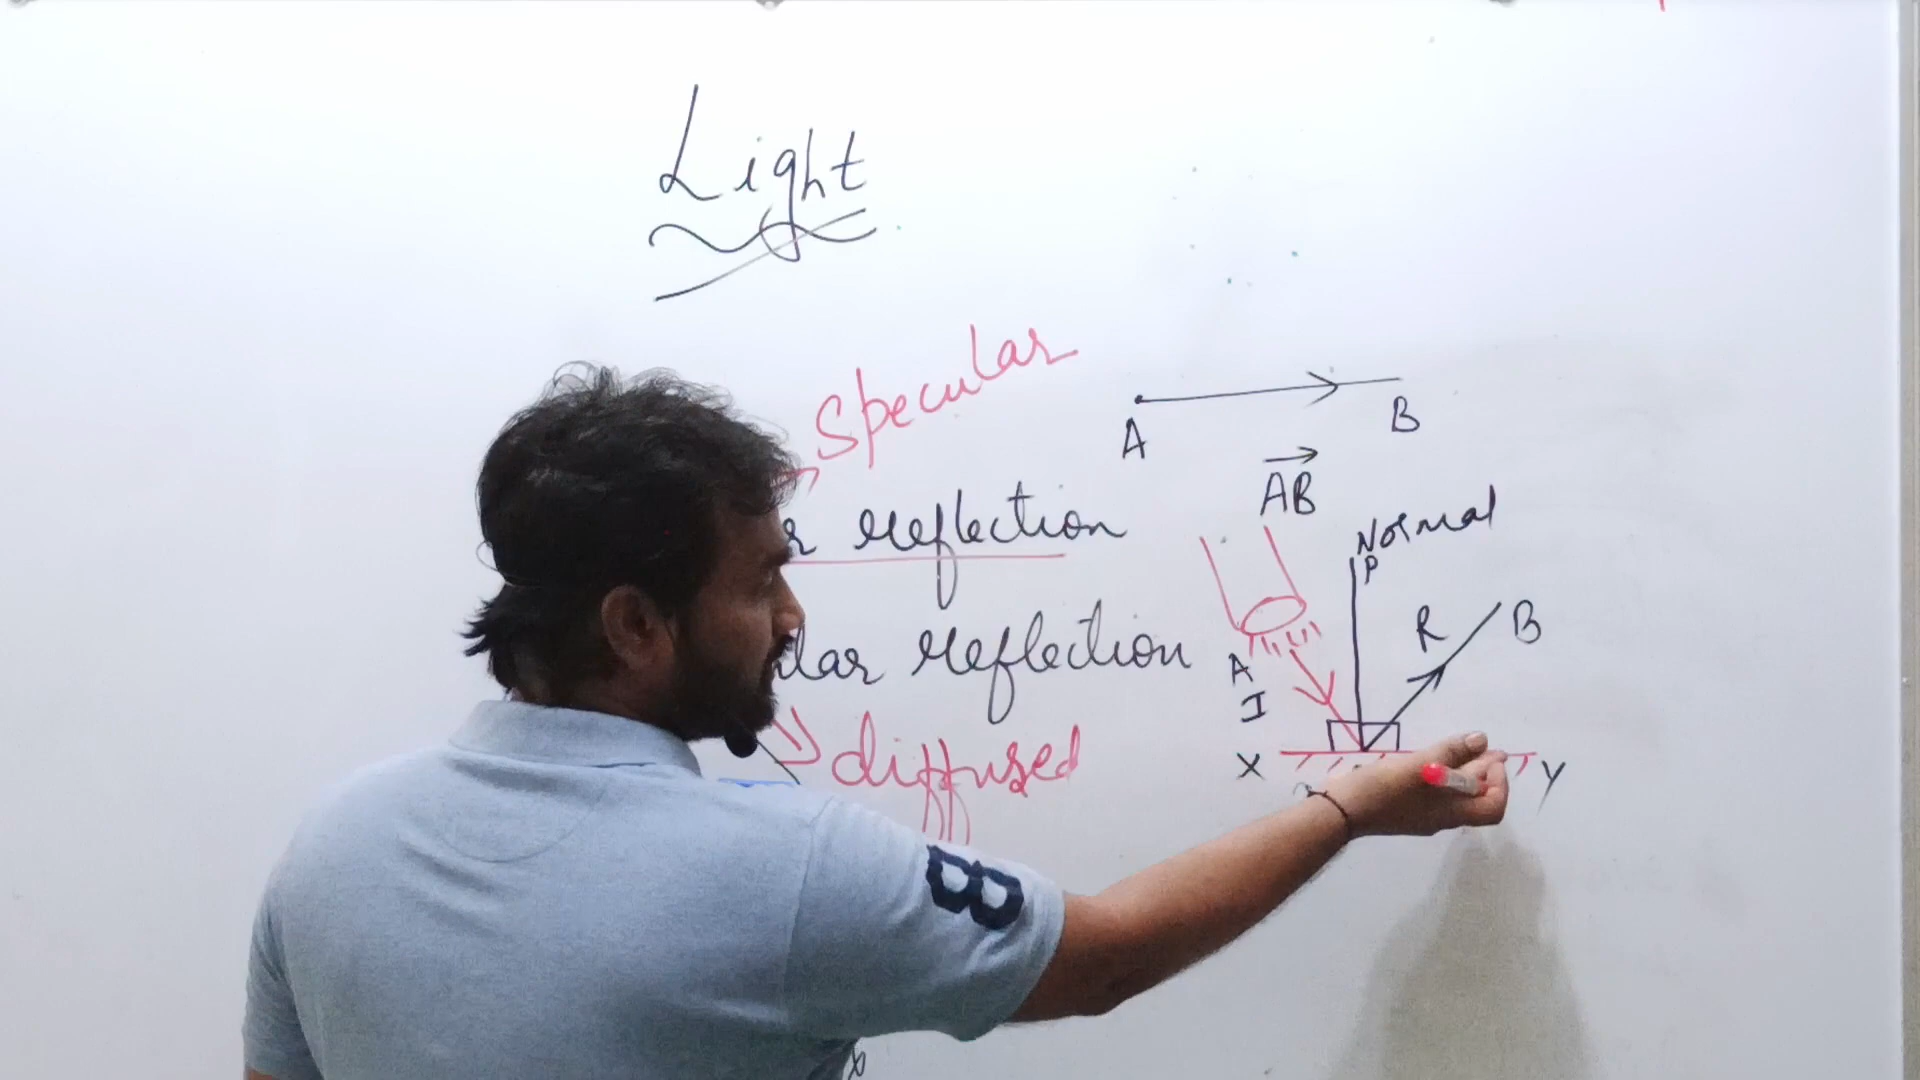 Light
Specular
r reflection
lar reflection
diffused
A
B
AB
Normal
P
R
B
A
I
X
Y
B